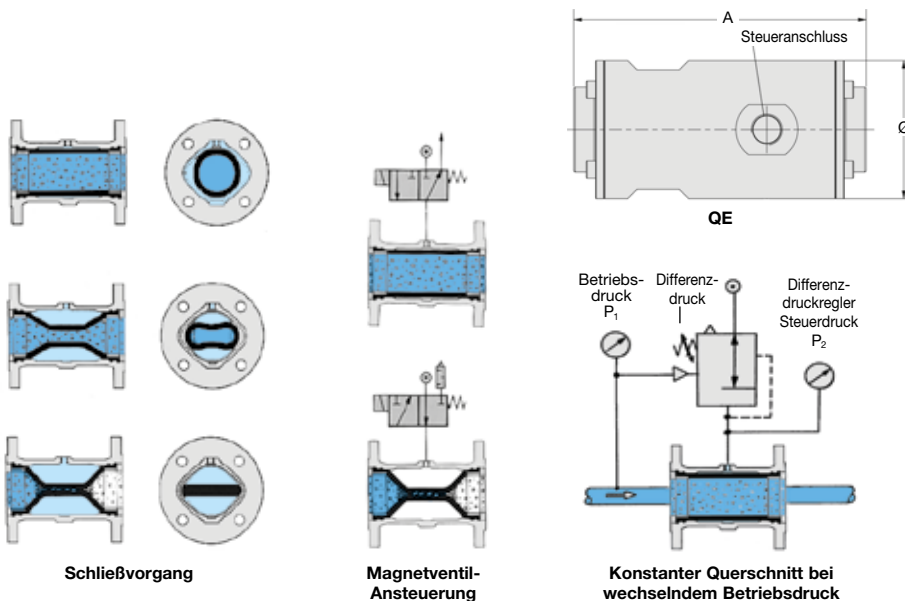 A
Steueranschluss
Ø
QE
Betriebs-
druck
P₁
Differenz-
druck
Differenz-
druckregler
Steuerdruck
P₂
Schließvorgang
Magnetventil-
Ansteuerung
Konstanter Querschnitt bei
wechselndem Betriebsdruck